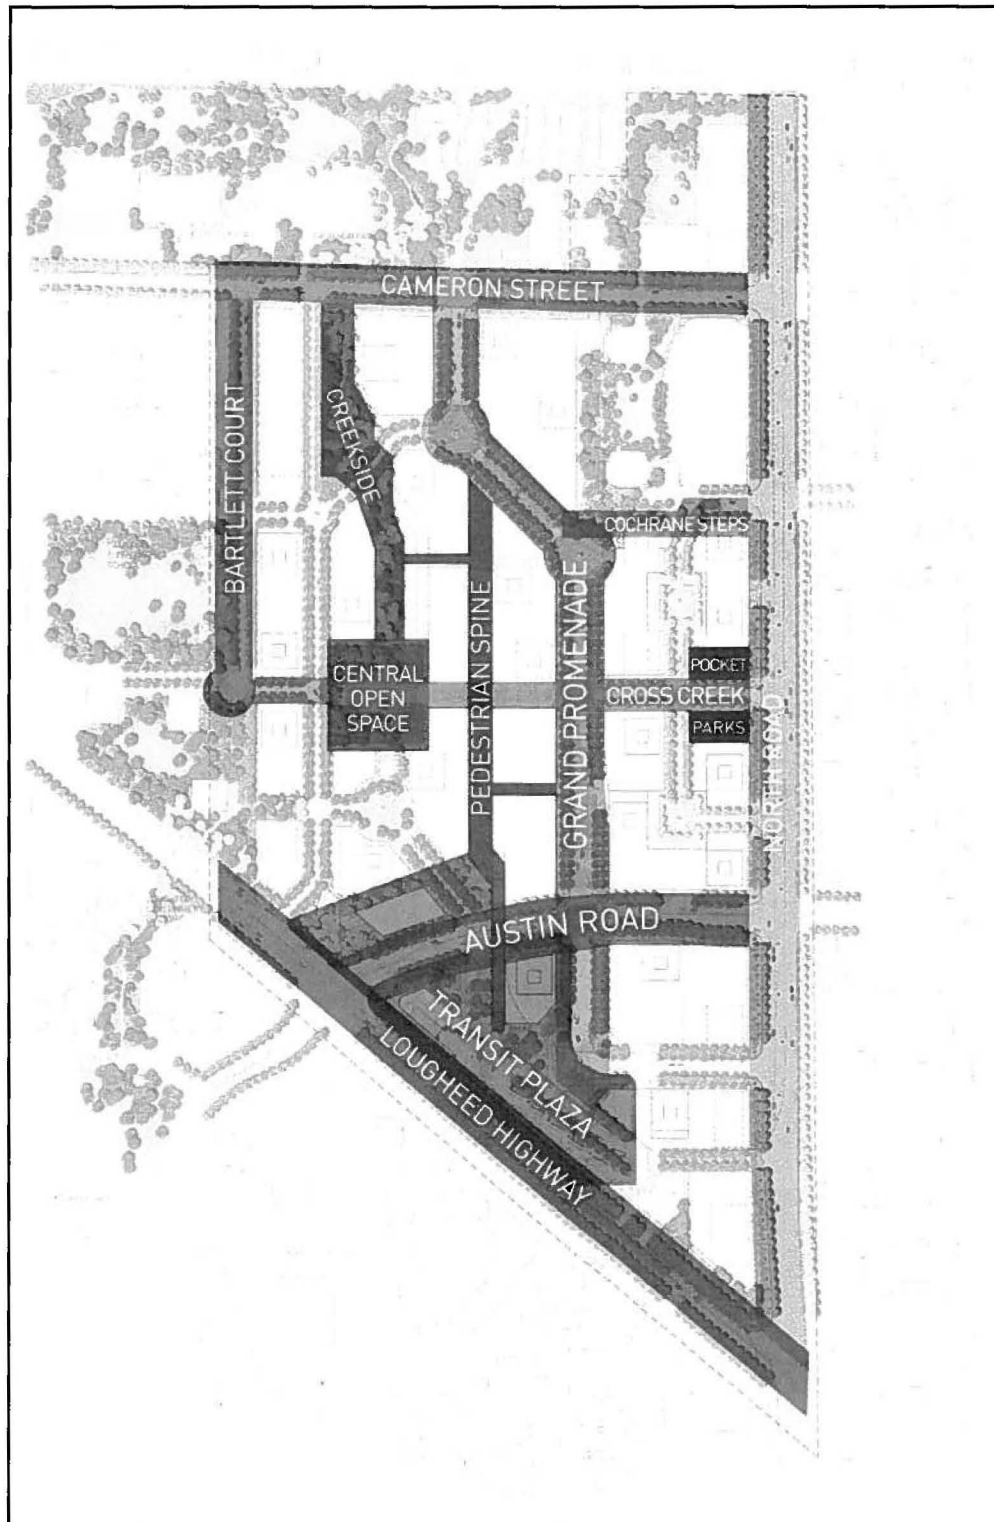 CAMERON STREET
BARTLETT COURT
CREEKSIDE
COCHRANE STEPS
PEDESTRIAN SPINE
GRAND PROMENADE
CENTRAL
OPEN
SPACE
POCKET
CROSS CREEK
PARKS
NORTH ROAD
AUSTIN ROAD
TRANSIT PLAZA
LOUGHEED HIGHWAY